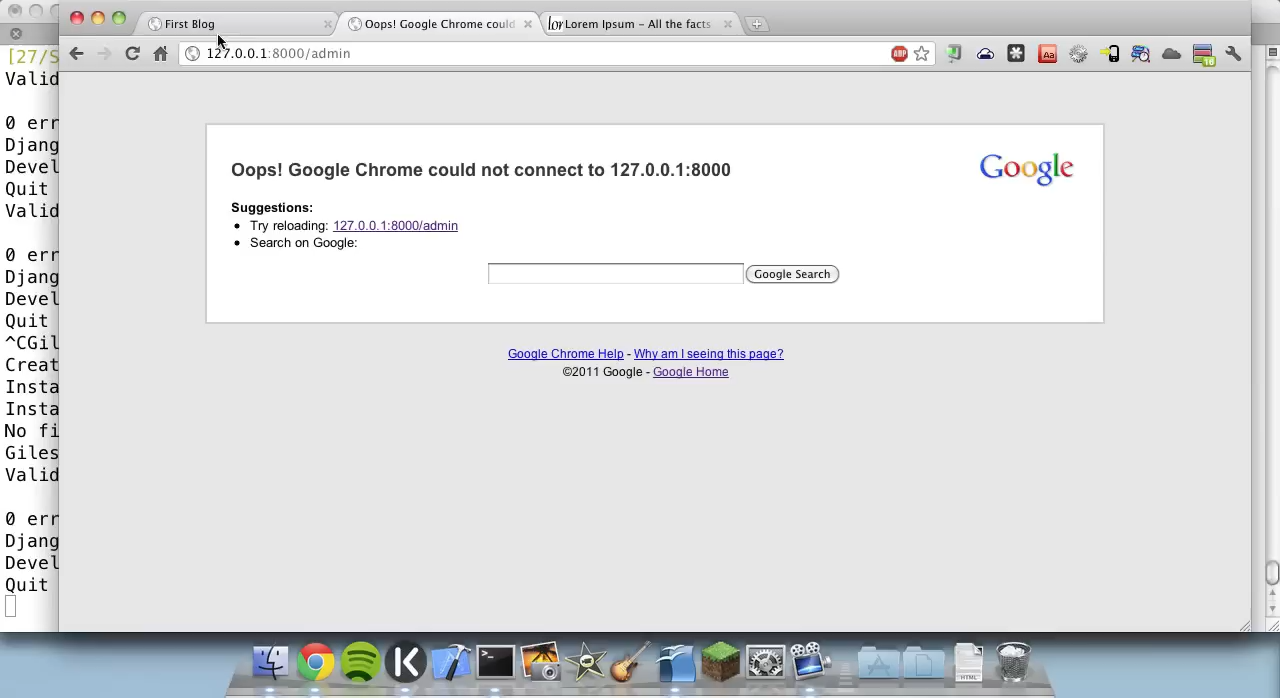 First Blog
Oops! Google Chrome could
Lorem Ipsum – All the facts
127.0.0.1:8000/admin
ABP
Aa
16
[27/S
Valid
0 err
Djang
Devel
Quit
Valid
0 err
Djang
Devel
Quit
^CGil
Creat
Insta
Insta
No fi
Giles
Valid
0 err
Djang
Devel
Quit
Oops! Google Chrome could not connect to 127.0.0.1:8000
Google
Suggestions:
Try reloading: 127.0.0.1:8000/admin
Search on Google:
Google Search
Google Chrome Help - Why am I seeing this page?
©2011 Google - Google Home
HTML